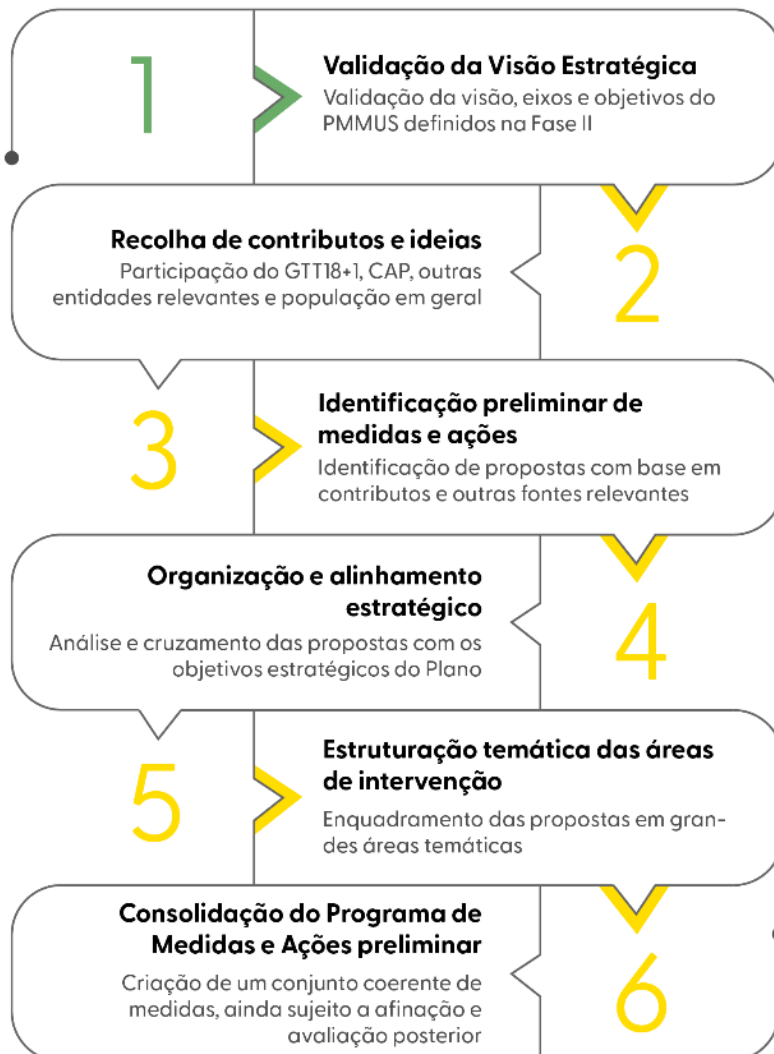 1
Validação da Visão Estratégica
Validação da visão, eixos e objetivos do
PMMUS definidos na Fase II
2
Recolha de contributos e ideias
Participação do GTT18+1, CAP, outras
entidades relevantes e população em geral
3
Identificação preliminar de
medidas e ações
Identificação de propostas com base em
contributos e outras fontes relevantes
4
Organização e alinhamento
estratégico
Análise e cruzamento das propostas com os
objetivos estratégicos do Plano
5
Estruturação temática das áreas
de intervenção
Enquadramento das propostas em gran-
des áreas temáticas
6
Consolidação do Programa de
Medidas e Ações preliminar
Criação de um conjunto coerente de
medidas, ainda sujeito a afinação e
avaliação posterior